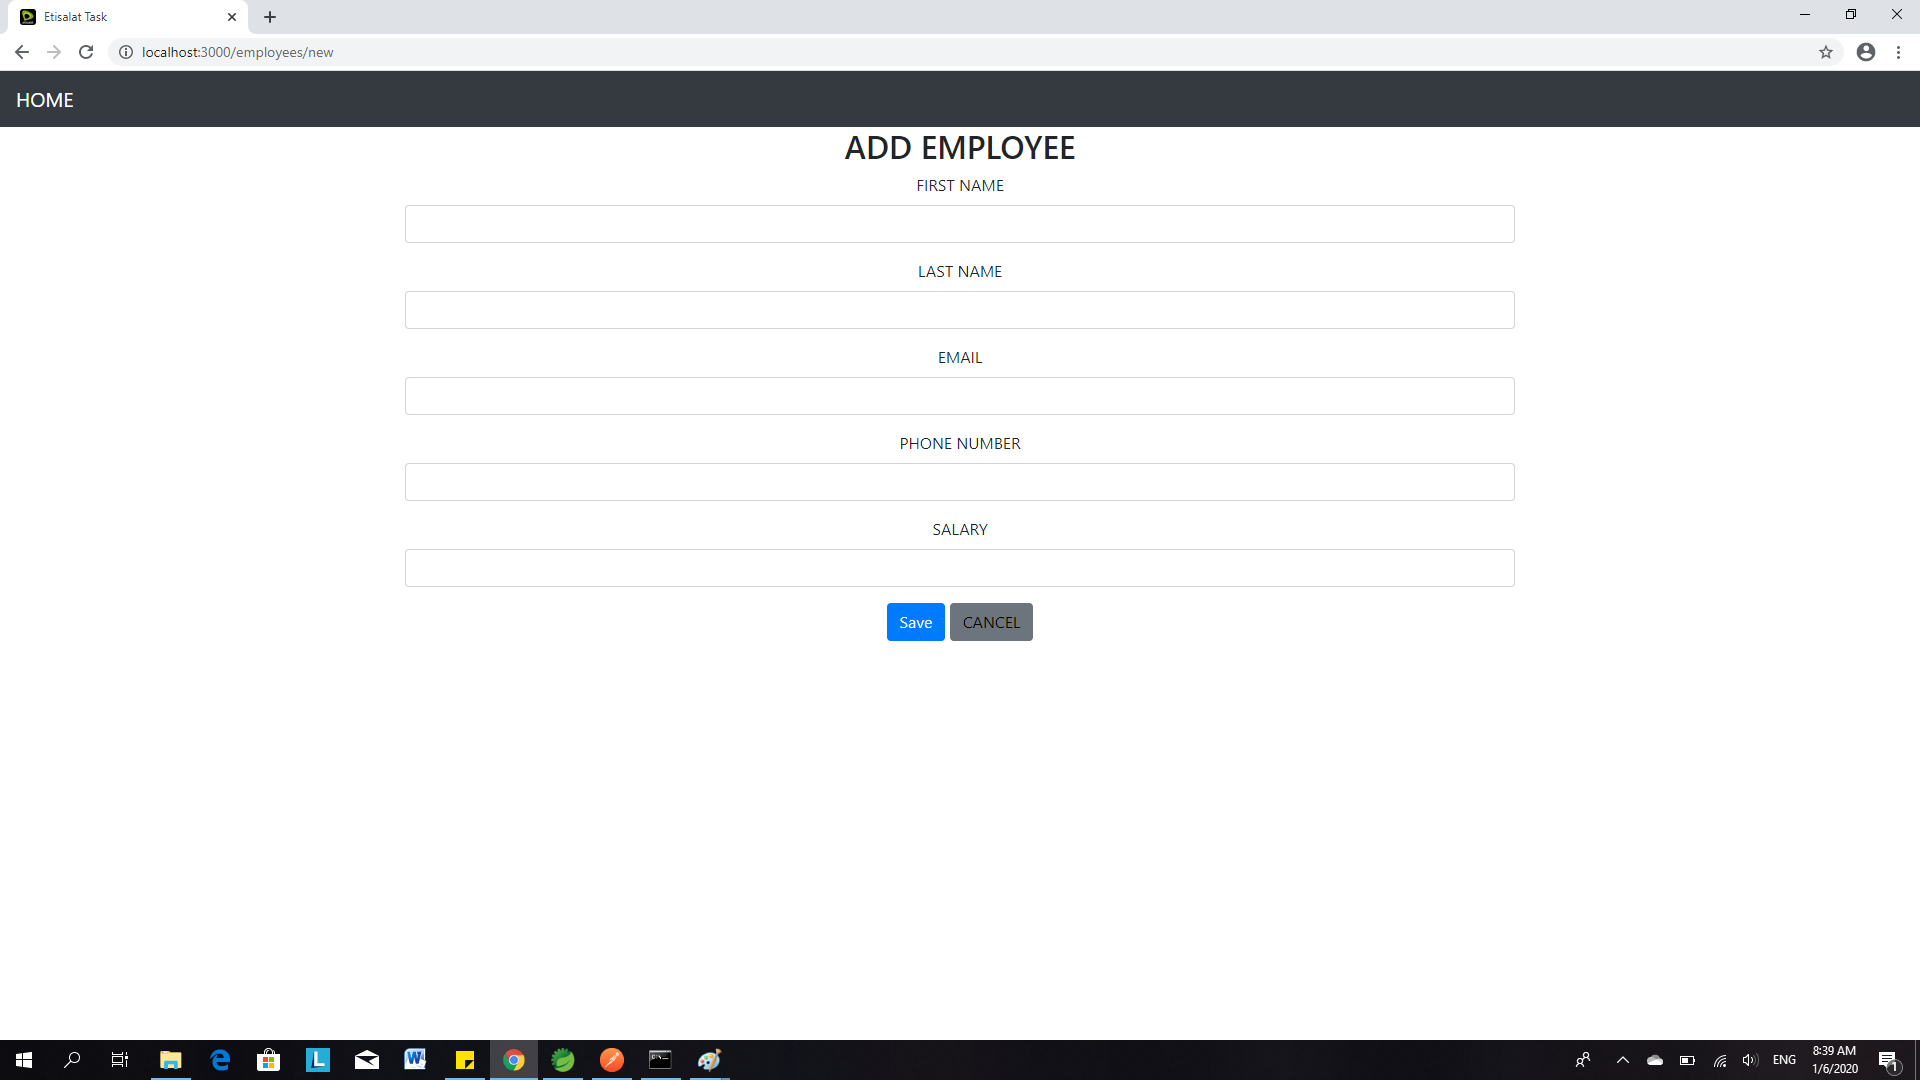 Etisalat Task
localhost:3000/employees/new
HOME
ADD EMPLOYEE
FIRST NAME
LAST NAME
EMAIL
PHONE NUMBER
SALARY
Save CANCEL
L
W
ENG
8:39 AM
1/6/2020
1